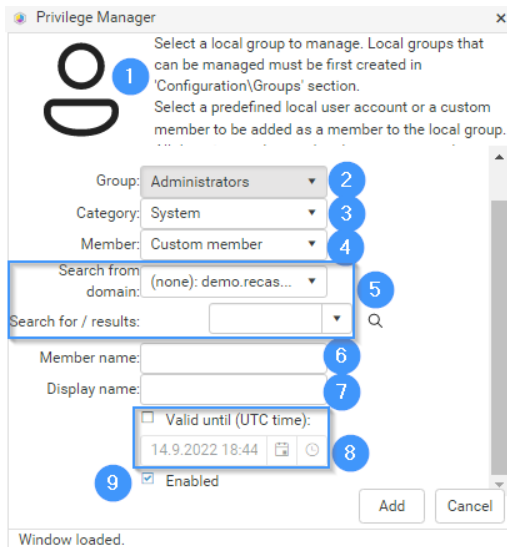 Privilege Manager
Select a local group to manage. Local groups that
can be managed must be first created in
'Configuration\Groups' section.
Select a predefined local user account or a custom
member to be added as a member to the local group.
1
Group: Administrators 2
Category: System 3
Member: Custom member 4
Search from
domain: (none): demo.recas... 5
Search for / results:
Member name: 6
Display name: 7
Valid until (UTC time):
14.9.2022 18:44 8
9 Enabled
Add Cancel
Window loaded.